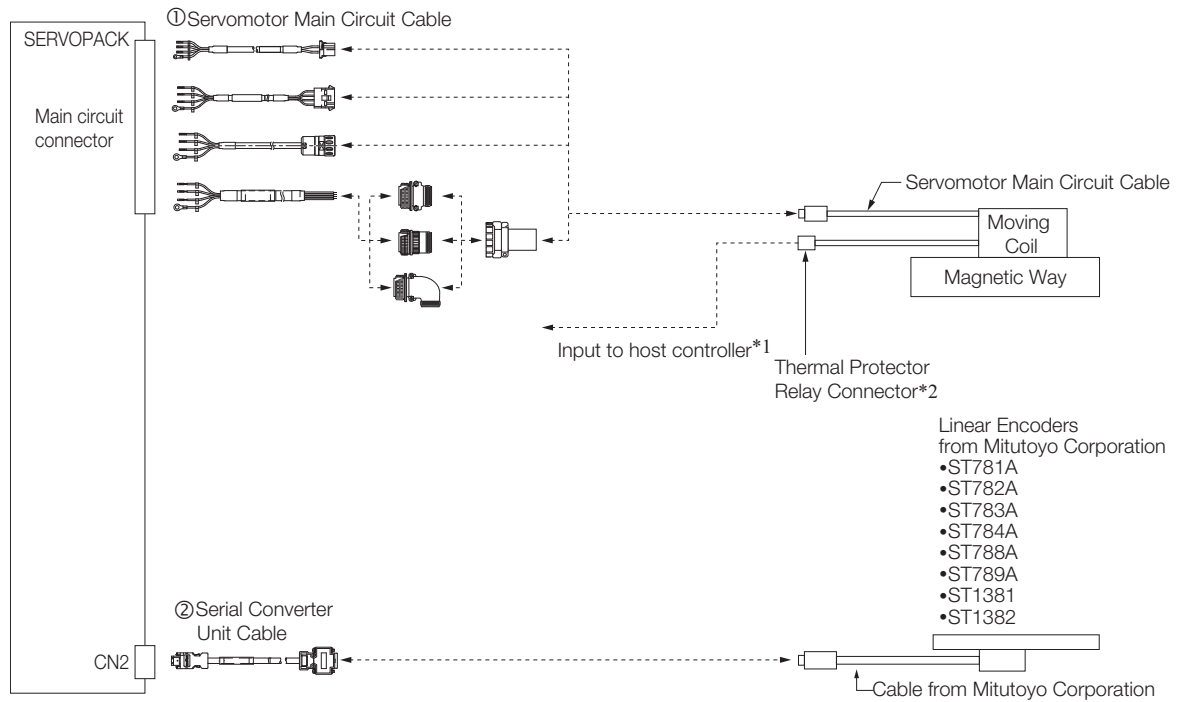 ①Servomotor Main Circuit Cable
SERVOPACK
Main circuit
connector
Servomotor Main Circuit Cable
Moving
Coil
Magnetic Way
Input to host controller*1
Thermal Protector
Relay Connector*2
Linear Encoders
from Mitutoyo Corporation
•ST781A
•ST782A
•ST783A
•ST784A
•ST788A
•ST789A
•ST1381
•ST1382
②Serial Converter
Unit Cable
CN2
Cable from Mitutoyo Corporation